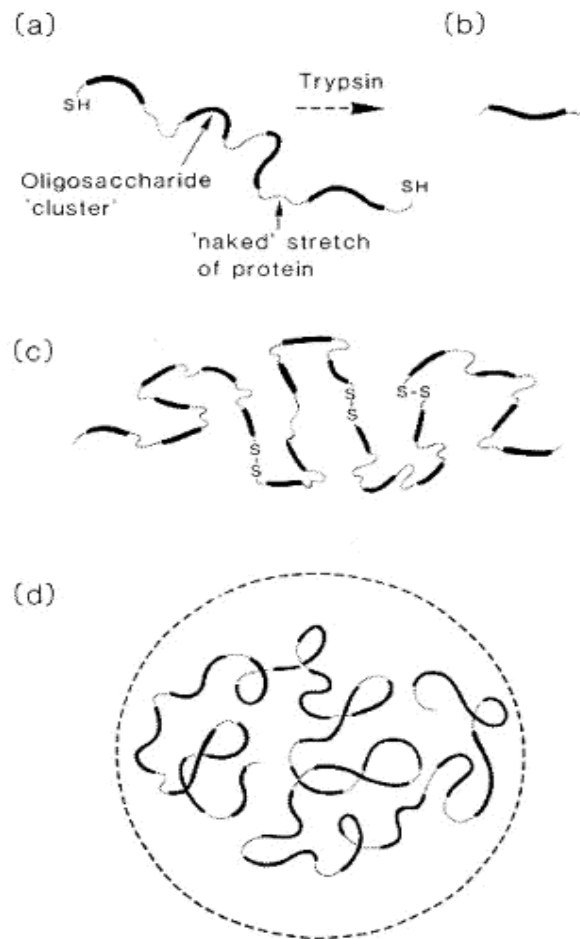 (a)
(b)
SH
Trypsin
Oligosaccharide
'cluster'
SH
'naked' stretch
of protein
(c)
S
S
S
S
S-S
(d)